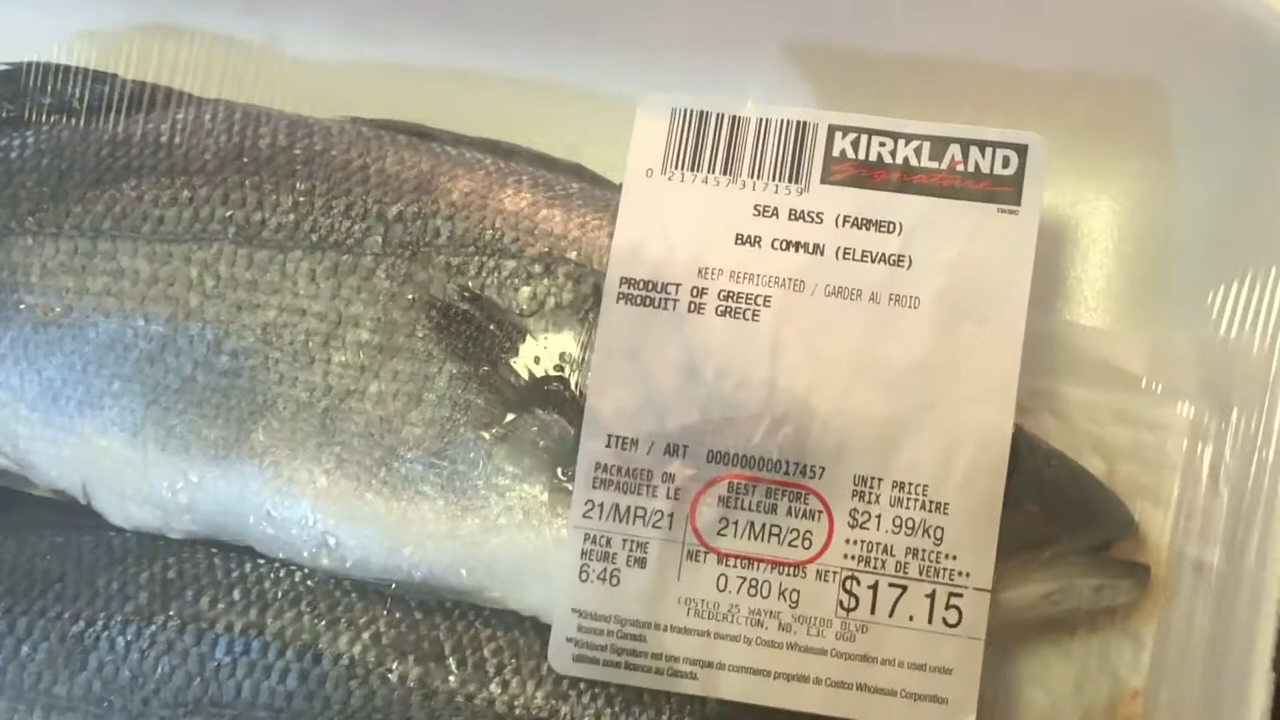 0 217457 317159
KIRKLAND
Signature
SEA BASS (FARMED)
BAR COMMUN (ELEVAGE)
KEEP REFRIGERATED / GARDER AU FROID
PRODUCT OF GREECE
PRODUIT DE GRECE
ITEM / ART 00000000017457
PACKAGED ON
EMPAQUETE LE
21/MR/21
BEST BEFORE
MEILLEUR AVANT
21/MR/26
UNIT PRICE
PRIX UNITAIRE
$21.99/kg
PACK TIME
HEURE EMB
6:46
NET WEIGHT/POIDS NET
0.780 kg
**TOTAL PRICE**
**PRIX DE VENTE**
$17.15
COSTCO 25 WAYNE SQUIBB BLVD
FREDERICTON, NB, E3C 0G8
™Kirkland Signature is a trademark owned by Costco Wholesale Corporation and is used under
licence in Canada.
Kirkland Signature est une marque de commerce propriété de Costco Wholesale Corporation
utilisée sous licence au Canada.